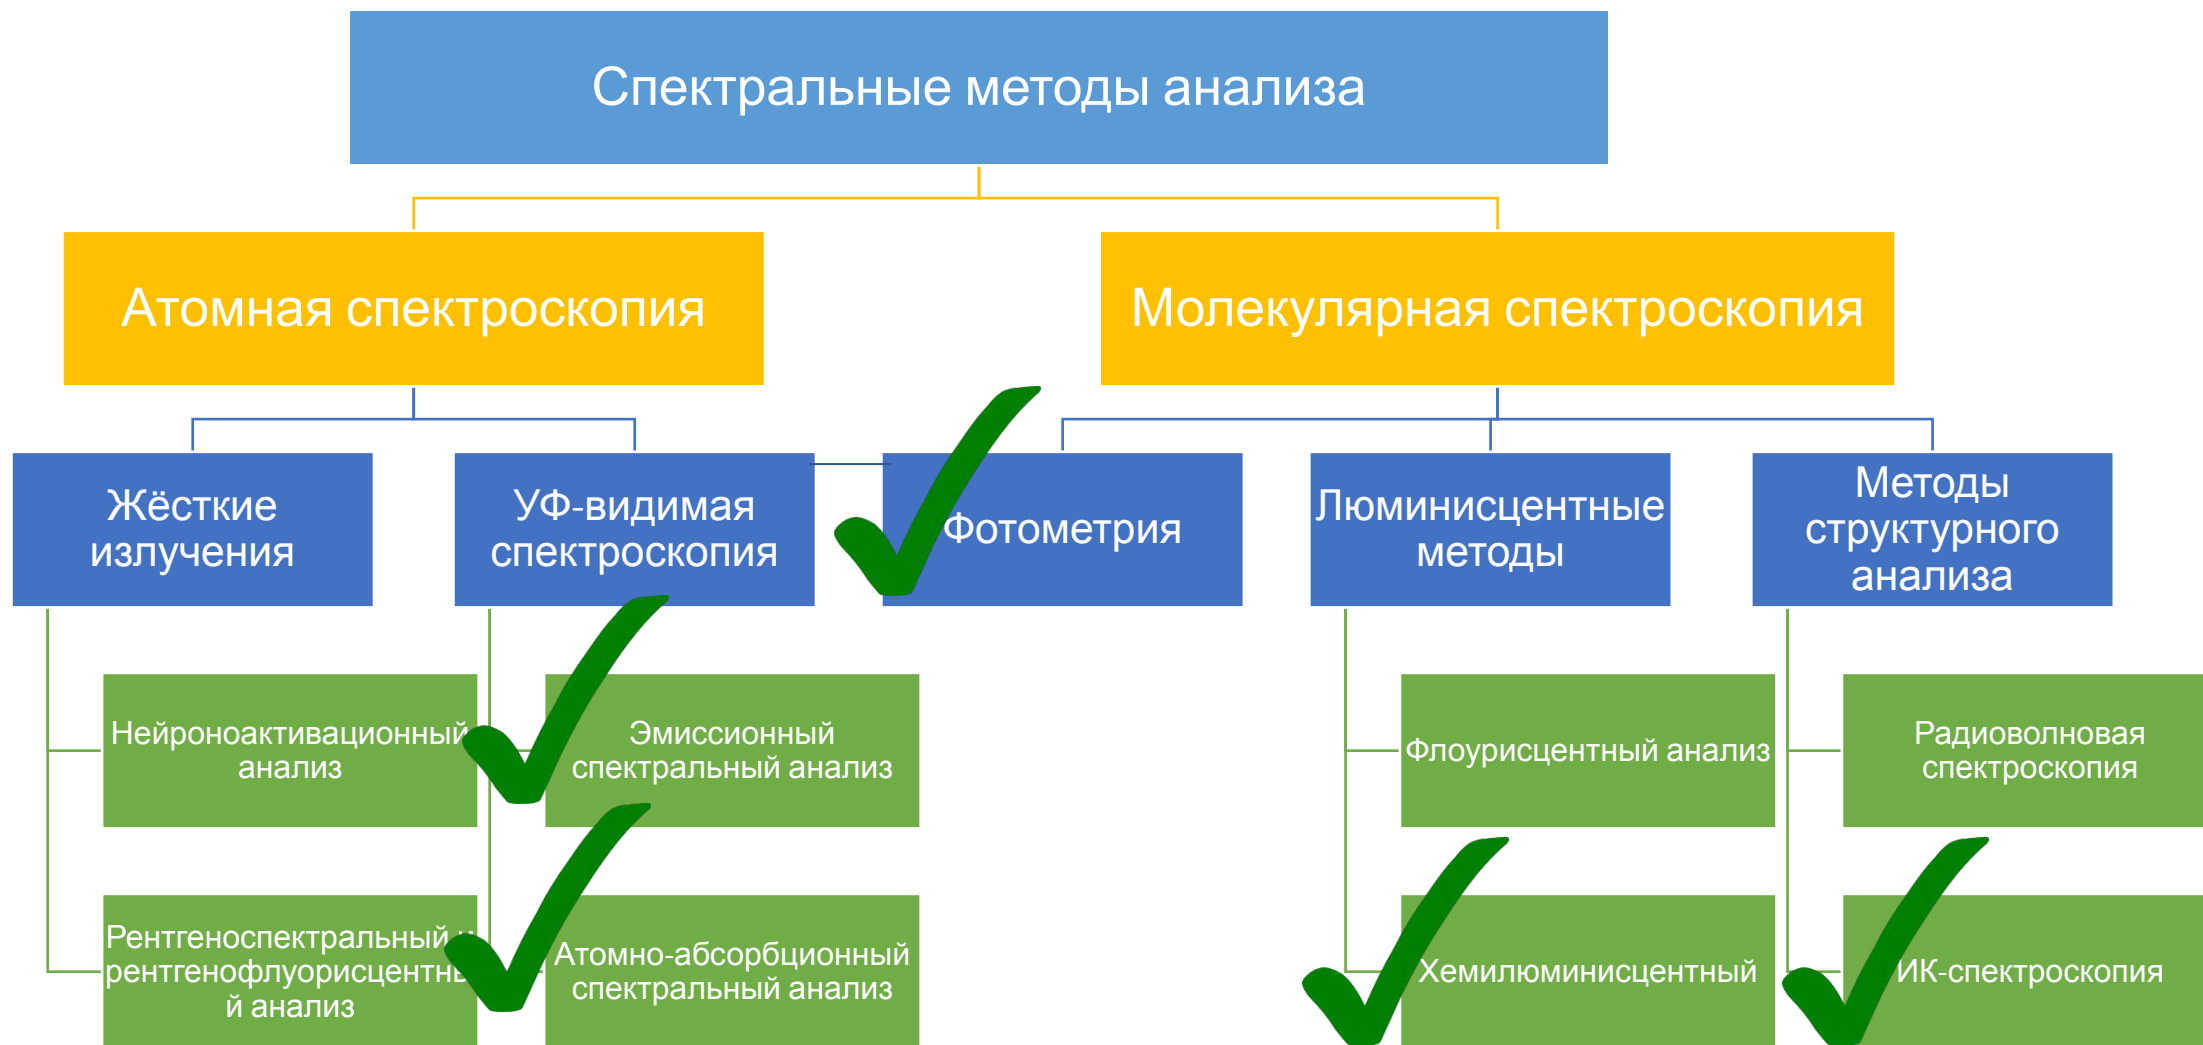 Спектральные методы анализа
Атомная спектроскопия
Молекулярная спектроскопия
Жёсткие
излучения
УФ-видимая
спектроскопия
Фотометрия
Люминисцентные
методы
Методы
структурного
анализа
Нейроноактивационный
анализ
Эмиссионный
спектральный анализ
Флоурисцентный анализ
Радиоволновая
спектроскопия
Рентгеноспектральный и
рентгенофлуорисцентны
й анализ
Атомно-абсорбционный
спектральный анализ
Хемилюминисцентный
ИК-спектроскопия